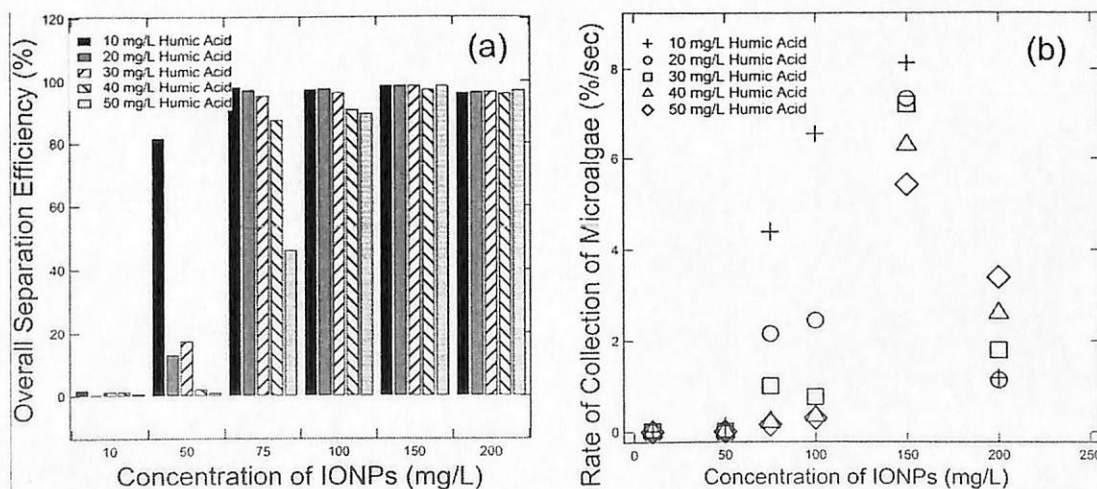 Overall Separation Efficiency (%)
120
100
80
60
40
20
0
10 mg/L Humic Acid
20 mg/L Humic Acid
30 mg/L Humic Acid
40 mg/L Humic Acid
50 mg/L Humic Acid
(a)
10 50 75 100 150 200
Concentration of IONPs (mg/L)
Rate of Collection of Microalgae (%/sec)
8
6
4
2
0
10 mg/L Humic Acid
20 mg/L Humic Acid
30 mg/L Humic Acid
40 mg/L Humic Acid
50 mg/L Humic Acid
(b)
0 50 100 150 200 250
Concentration of IONPs (mg/L)